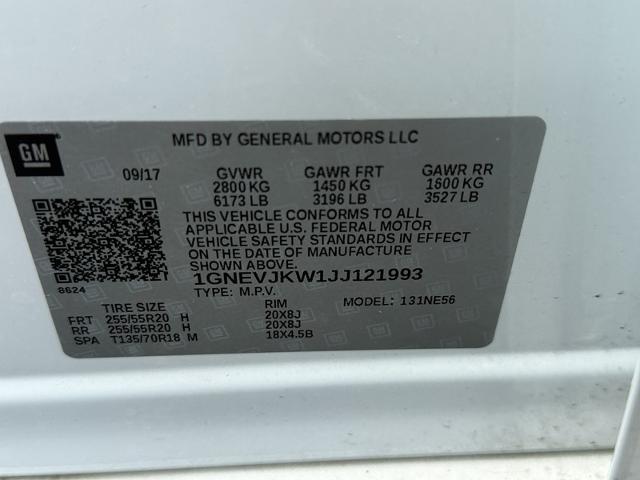 GM
MFD BY GENERAL MOTORS LLC
09/17 GVWR GAWR FRT GAWR RR
2800 KG 1450 KG 1600 KG
6173 LB 3196 LB 3527 LB
THIS VEHICLE CONFORMS TO ALL
APPLICABLE U.S. FEDERAL MOTOR
VEHICLE SAFETY STANDARDS IN EFFECT
ON THE DATE OF MANUFACTURE
SHOWN ABOVE.
8624
1GNEVJKW1JJ121993
TYPE: M.P.V. MODEL: 131NE56
TIRE SIZE RIM
FRT 255/55R20 H 20X8J
RR 255/55R20 H 20X8J
SPA T135/70R18 M 18X4.5B